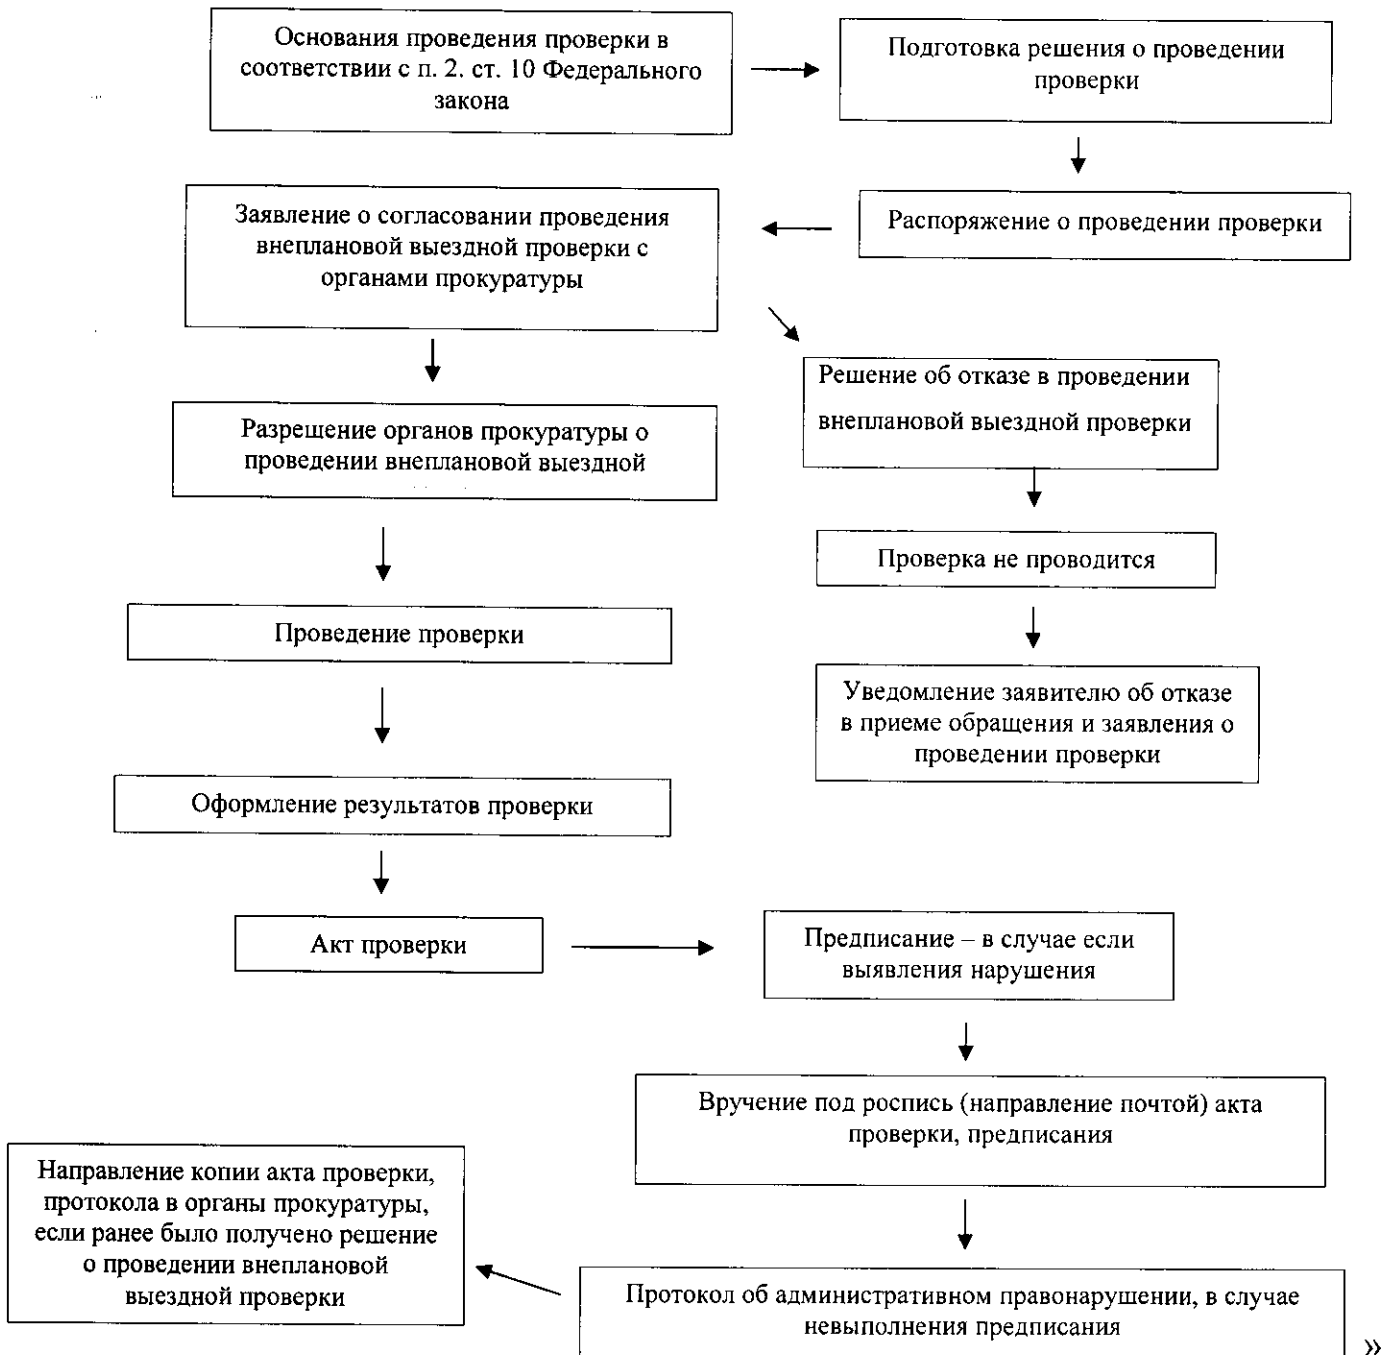 Основания проведения проверки в
соответствии с п. 2. ст. 10 Федерального
закона
Подготовка решения о проведении
проверки
Распоряжение о проведении проверки
Заявление о согласовании проведения
внеплановой выездной проверки с
органами прокуратуры
Решение об отказе в проведении
внеплановой выездной проверки
Разрешение органов прокуратуры о
проведении внеплановой выездной
Проверка не проводится
Проведение проверки
Уведомление заявителю об отказе
в приеме обращения и заявления о
проведении проверки
Оформление результатов проверки
Акт проверки
Предписание – в случае если
выявления нарушения
Вручение под роспись (направление почтой) акта
проверки, предписания
Направление копии акта проверки,
протокола в органы прокуратуры,
если ранее было получено решение
о проведении внеплановой
выездной проверки
Протокол об административном правонарушении, в случае
невыполнения предписания
»